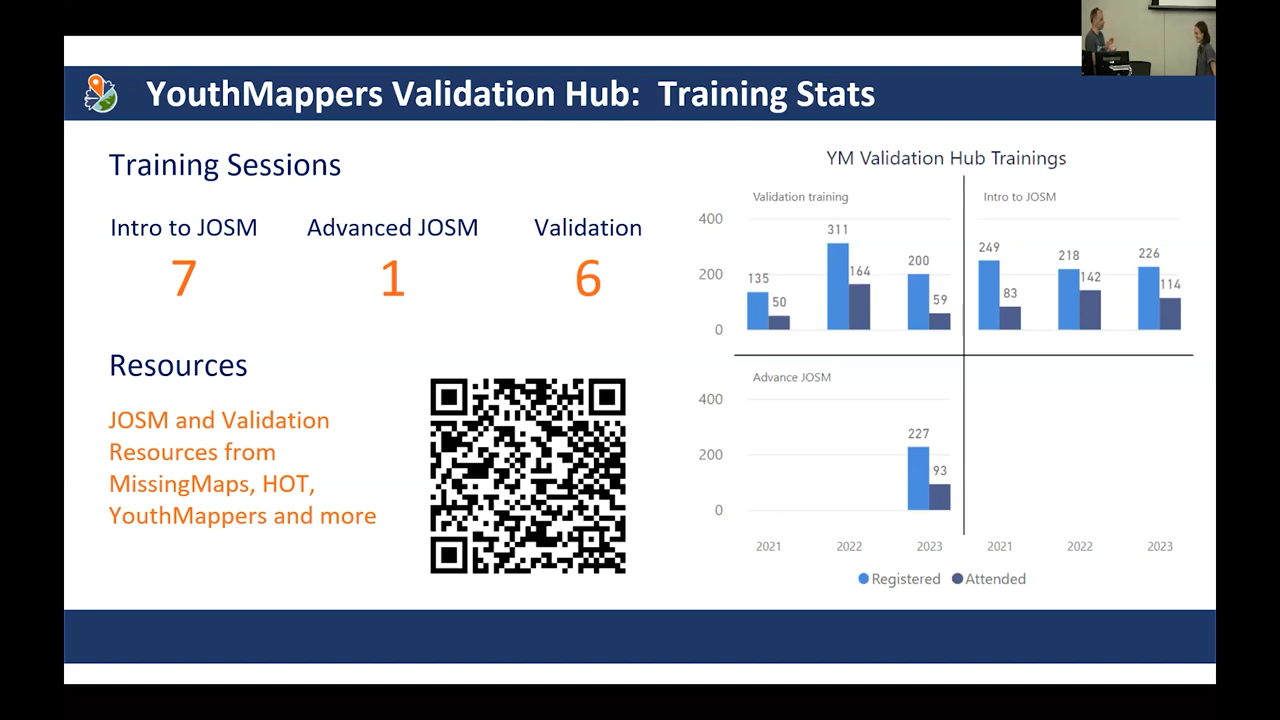 YouthMappers Validation Hub: Training Stats
Training Sessions
Intro to JOSM
Advanced JOSM
Validation
7
1
6
Resources
JOSM and Validation
Resources from
MissingMaps, HOT,
YouthMappers and more
YM Validation Hub Trainings
Validation training
400
200
0
135
50
311
164
200
59
Intro to JOSM
249
83
218
142
226
114
Advance JOSM
400
200
0
227
93
2021
2022
2023
2021
2022
2023
Registered
Attended